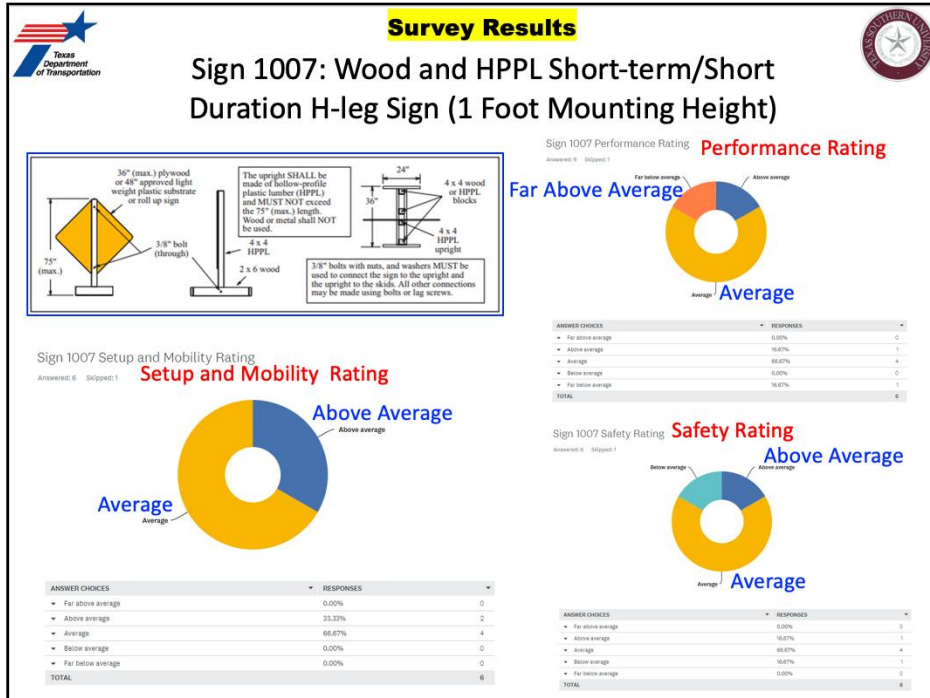 Survey Results
Texas
Department
of Transportation
TEXAS SOUTHERN UNIVERSITY
Sign 1007: Wood and HPPL Short-term/Short
Duration H-leg Sign (1 Foot Mounting Height)
36" (max.) plywood
or 48" approved light
weight plastic substrate
or roll up sign
3/8" bolt
(through)
75"
(max.)
The upright SHALL be
made of hollow-profile
plastic lumber (HPPL)
and MUST NOT exceed
the 75" (max.) length.
Wood or metal shall NOT
be used.
4 x 4
HPPL
2 x 6 wood
24"
36"
4 x 4 wood
or HPPL
blocks
4 x 4
HPPL
upright
3/8" bolts with nuts, and washers MUST be
used to connect the sign to the upright and
the upright to the skids. All other connections
may be made using bolts or lag screws.
Sign 1007 Performance Rating Performance Rating
Answered: 6 Skipped: 1
Far below average
Above average
Far Above Average
Average Average
ANSWER CHOICES RESPONSES
Far above average 0.00% 0
Above average 16.67% 1
Average 66.67% 4
Below average 0.00% 0
Far below average 16.67% 1
TOTAL 6
Sign 1007 Setup and Mobility Rating
Answered: 6 Skipped: 1 Setup and Mobility Rating
Above Average
Above average
Average
Average
ANSWER CHOICES RESPONSES
Far above average 0.00% 0
Above average 33.33% 2
Average 66.67% 4
Below average 0.00% 0
Far below average 0.00% 0
TOTAL 6
Sign 1007 Safety Rating Safety Rating
Answered: 6 Skipped: 1
Above Average
Below average
Above average
Average Average
ANSWER CHOICES RESPONSES
Far above average 0.00% 0
Above average 16.67% 1
Average 66.67% 4
Below average 16.67% 1
Far below average 0.00% 0
TOTAL 6